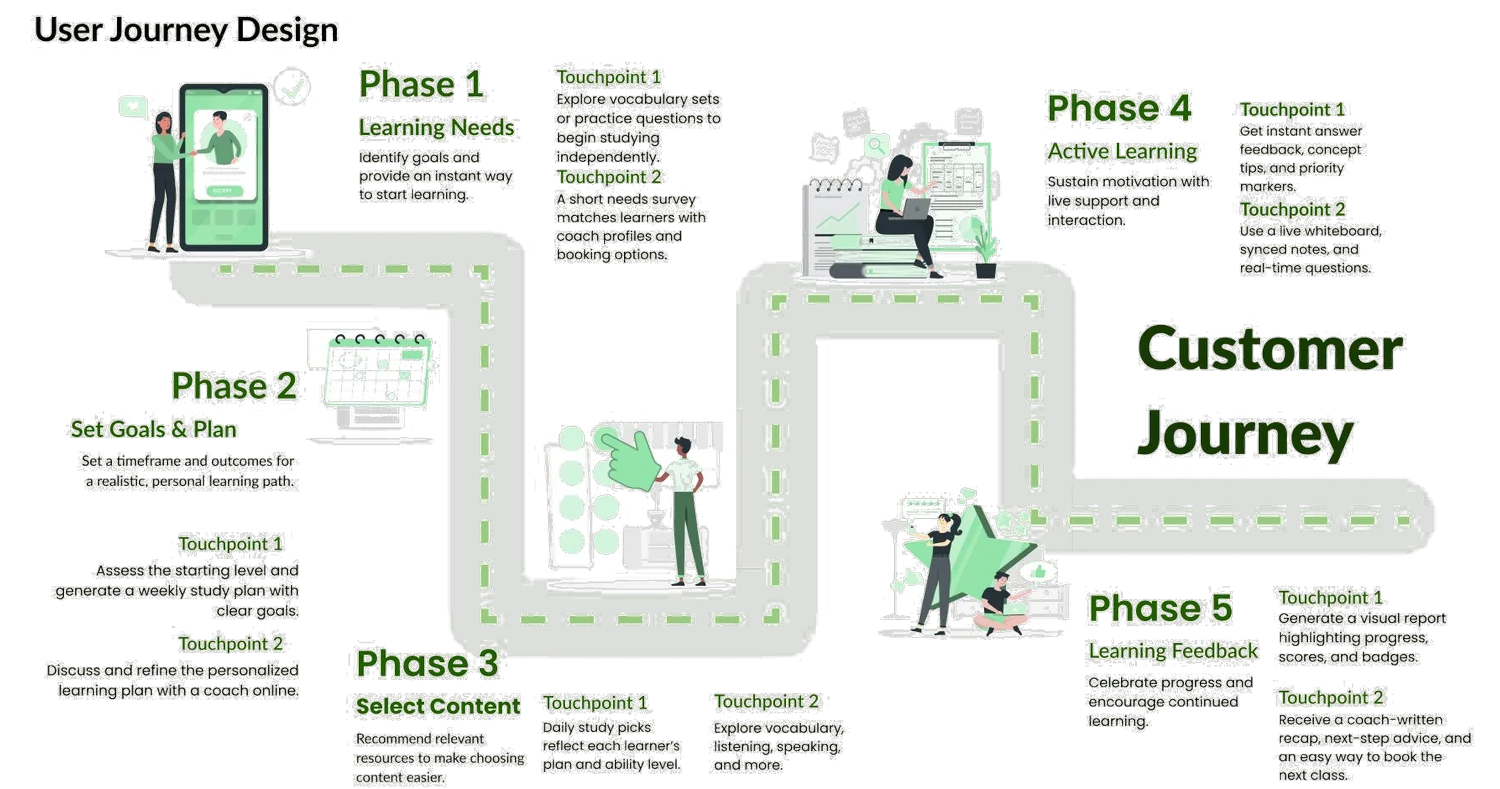 User Journey Design
Phase 1
Learning Needs
Identify goals and
provide an instant way
to start learning.
Touchpoint 1
Explore vocabulary sets
or practice questions to
begin studying
independently.
Touchpoint 2
A short needs survey
matches learners with
coach profiles and
booking options.
ACCEPT
Phase 2
Set Goals & Plan
Set a timeframe and outcomes for
a realistic, personal learning path.
Touchpoint 1
Assess the starting level and
generate a weekly study plan with
clear goals.
Touchpoint 2
Discuss and refine the personalized
learning plan with a coach online.
Phase 3
Select Content
Recommend relevant
resources to make choosing
content easier.
Touchpoint 1
Daily study picks
reflect each learner's
plan and ability level.
Touchpoint 2
Explore vocabulary,
listening, speaking,
and more.
Phase 4
Active Learning
Sustain motivation with
live support and
interaction.
Touchpoint 1
Get instant answer
feedback, concept
tips, and priority
markers.
Touchpoint 2
Use a live whiteboard,
synced notes, and
real-time questions.
Customer
Journey
Phase 5
Learning Feedback
Celebrate progress and
encourage continued
learning.
Touchpoint 1
Generate a visual report
highlighting progress,
scores, and badges.
Touchpoint 2
Receive a coach-written
recap, next-step advice, and
an easy way to book the
next class.